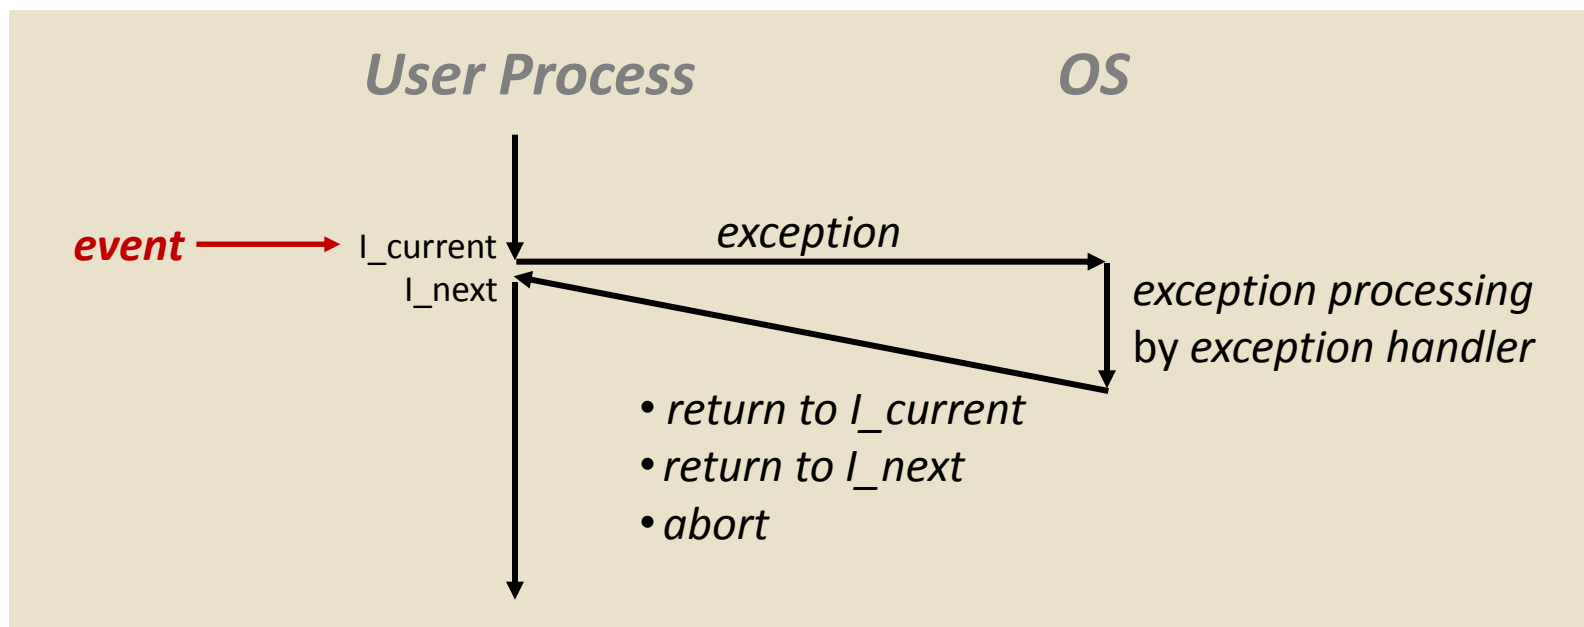 User Process
OS
event
I_current
exception
I_next
exception processing
by exception handler
• return to I_current
• return to I_next
• abort